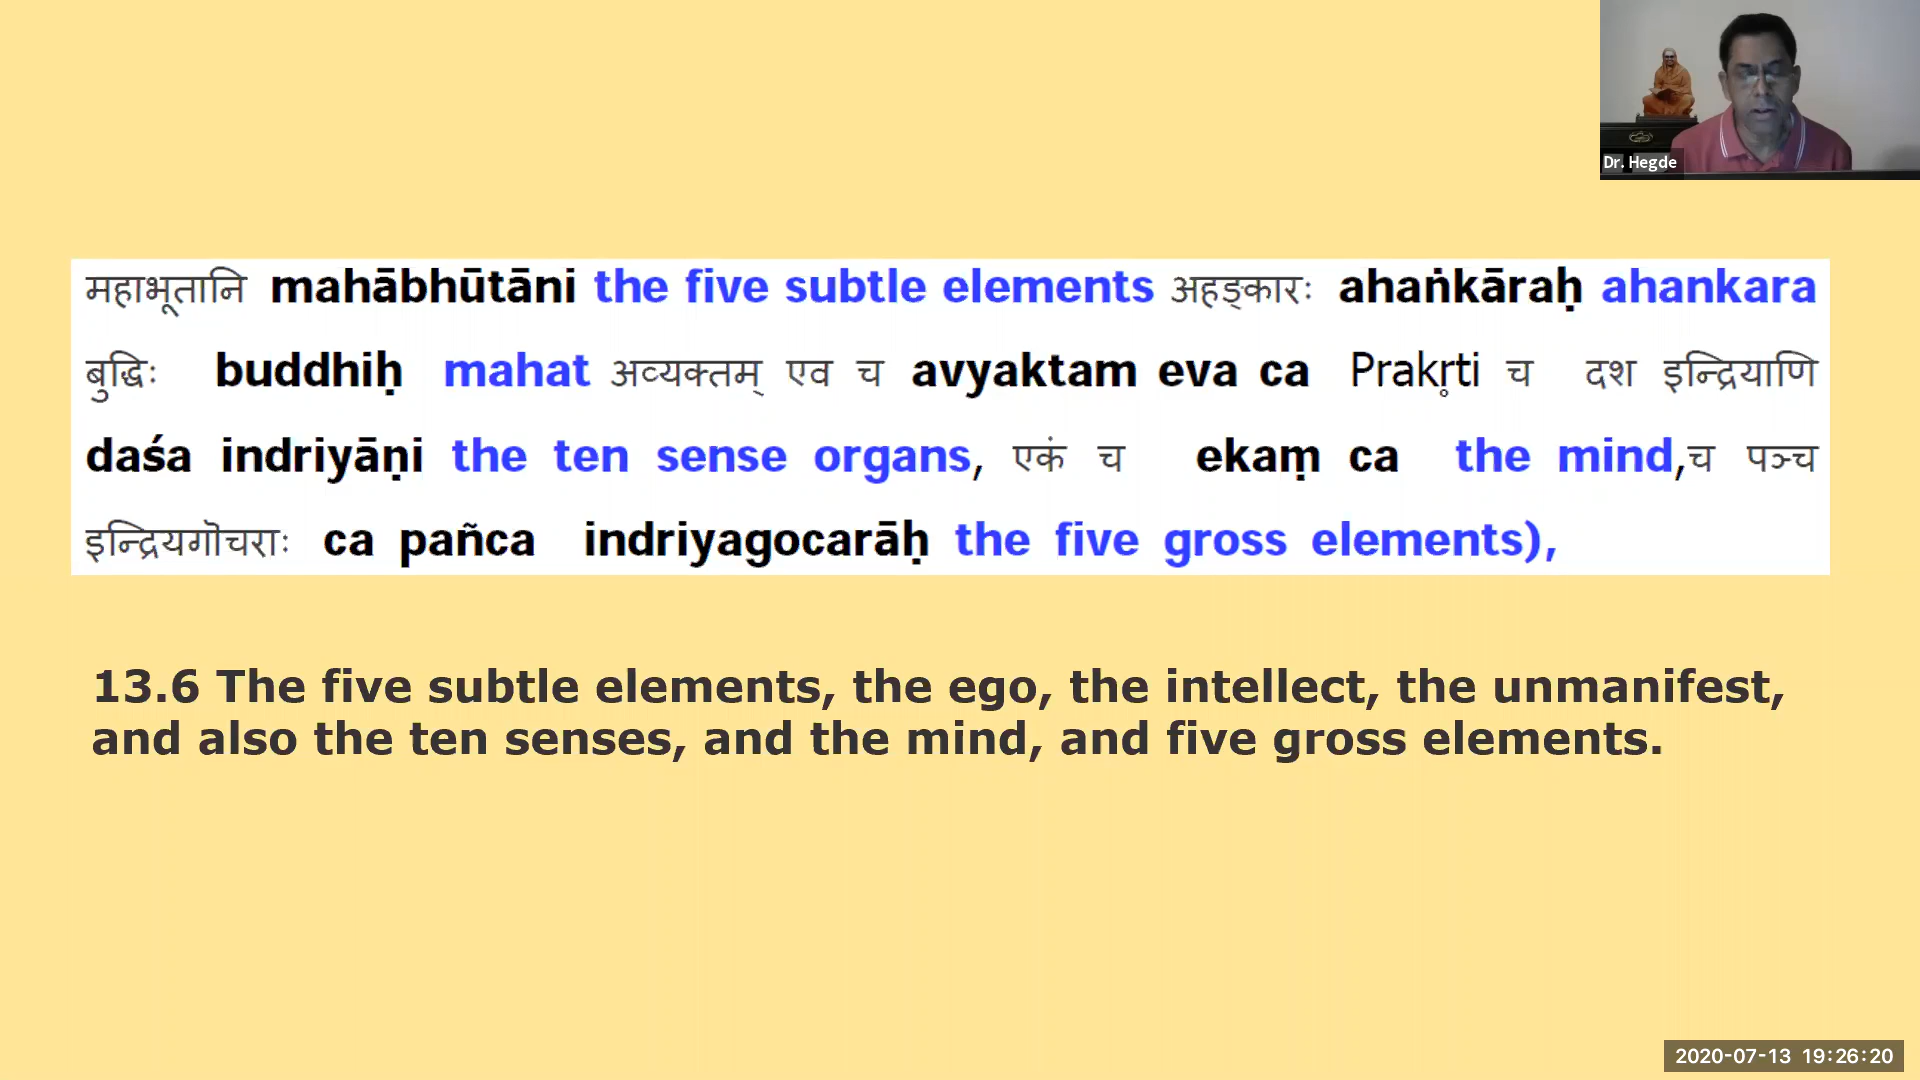 Dr. Hegde
महाभूतानि mahābhūtāni the five subtle elements अहङ्कारः ahaṅkāraḥ ahankara
बुद्धिः buddhiḥ mahat अव्यक्तम् एव च avyaktam eva ca Prakr̥ti च दश इन्द्रियाणि
daśa indriyāṇi the ten sense organs, एकं च ekaṃ ca the mind,च पञ्च
इन्द्रियगॊचराः ca pañca indriyagocarāḥ the five gross elements),
13.6 The five subtle elements, the ego, the intellect, the unmanifest,
and also the ten senses, and the mind, and five gross elements.
2020-07-13 19:26:20